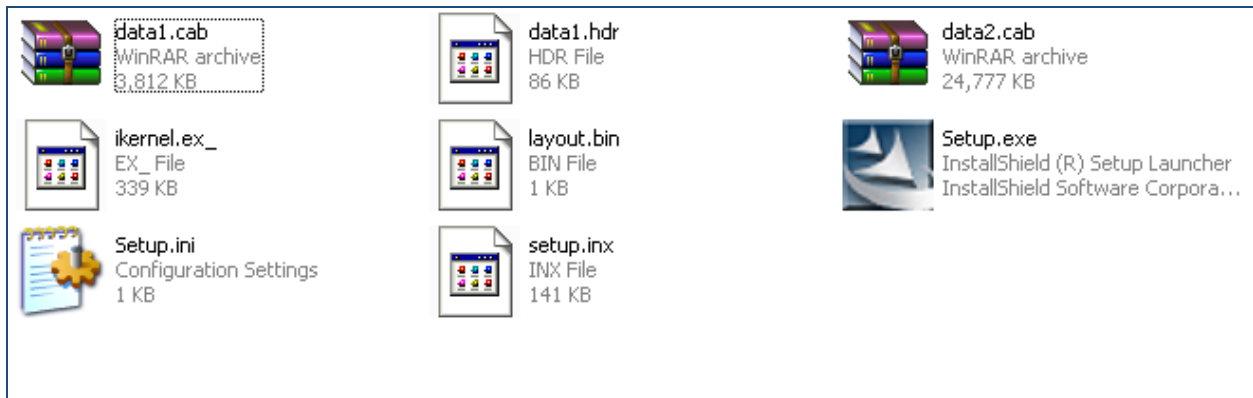 data1.cab
WinRAR archive
3,812 KB
data1.hdr
HDR File
86 KB
data2.cab
WinRAR archive
24,777 KB
ikernel.ex_
EX_ File
339 KB
layout.bin
BIN File
1 KB
Setup.exe
InstallShield (R) Setup Launcher
InstallShield Software Corpora...
Setup.ini
Configuration Settings
1 KB
setup.inx
INX File
141 KB